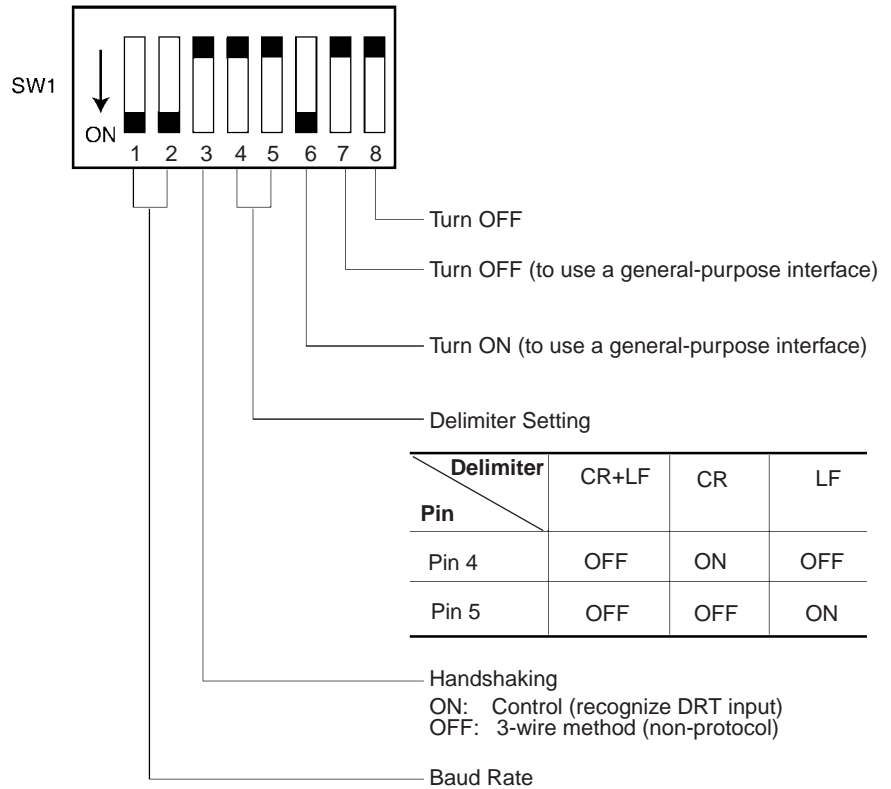 SW1
ON
1 2 3 4 5 6 7 8
Turn OFF
Turn OFF (to use a general-purpose interface)
Turn ON (to use a general-purpose interface)
Delimiter Setting
Delimiter CR+LF CR LF
Pin
Pin 4 OFF ON OFF
Pin 5 OFF OFF ON
Handshaking
ON: Control (recognize DRT input)
OFF: 3-wire method (non-protocol)
Baud Rate